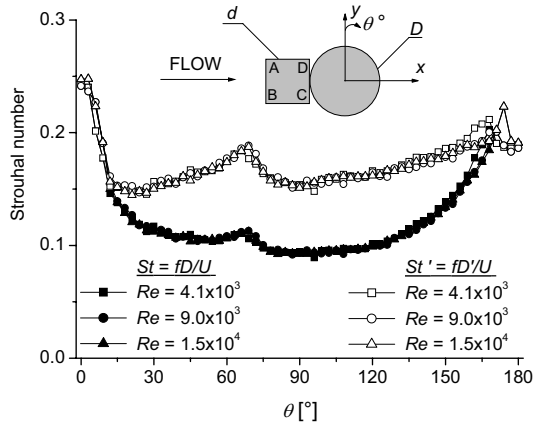 0.3
0.2
0.1
0.0
Strouhal number
0 30 60 90 120 150 180
θ [°]
FLOW
d
A D
B C
y
θ°
D
x
St = fD/U
Re = 4.1x10³
Re = 9.0x10³
Re = 1.5x10⁴
St ' = fD'/U
Re = 4.1x10³
Re = 9.0x10³
Re = 1.5x10⁴